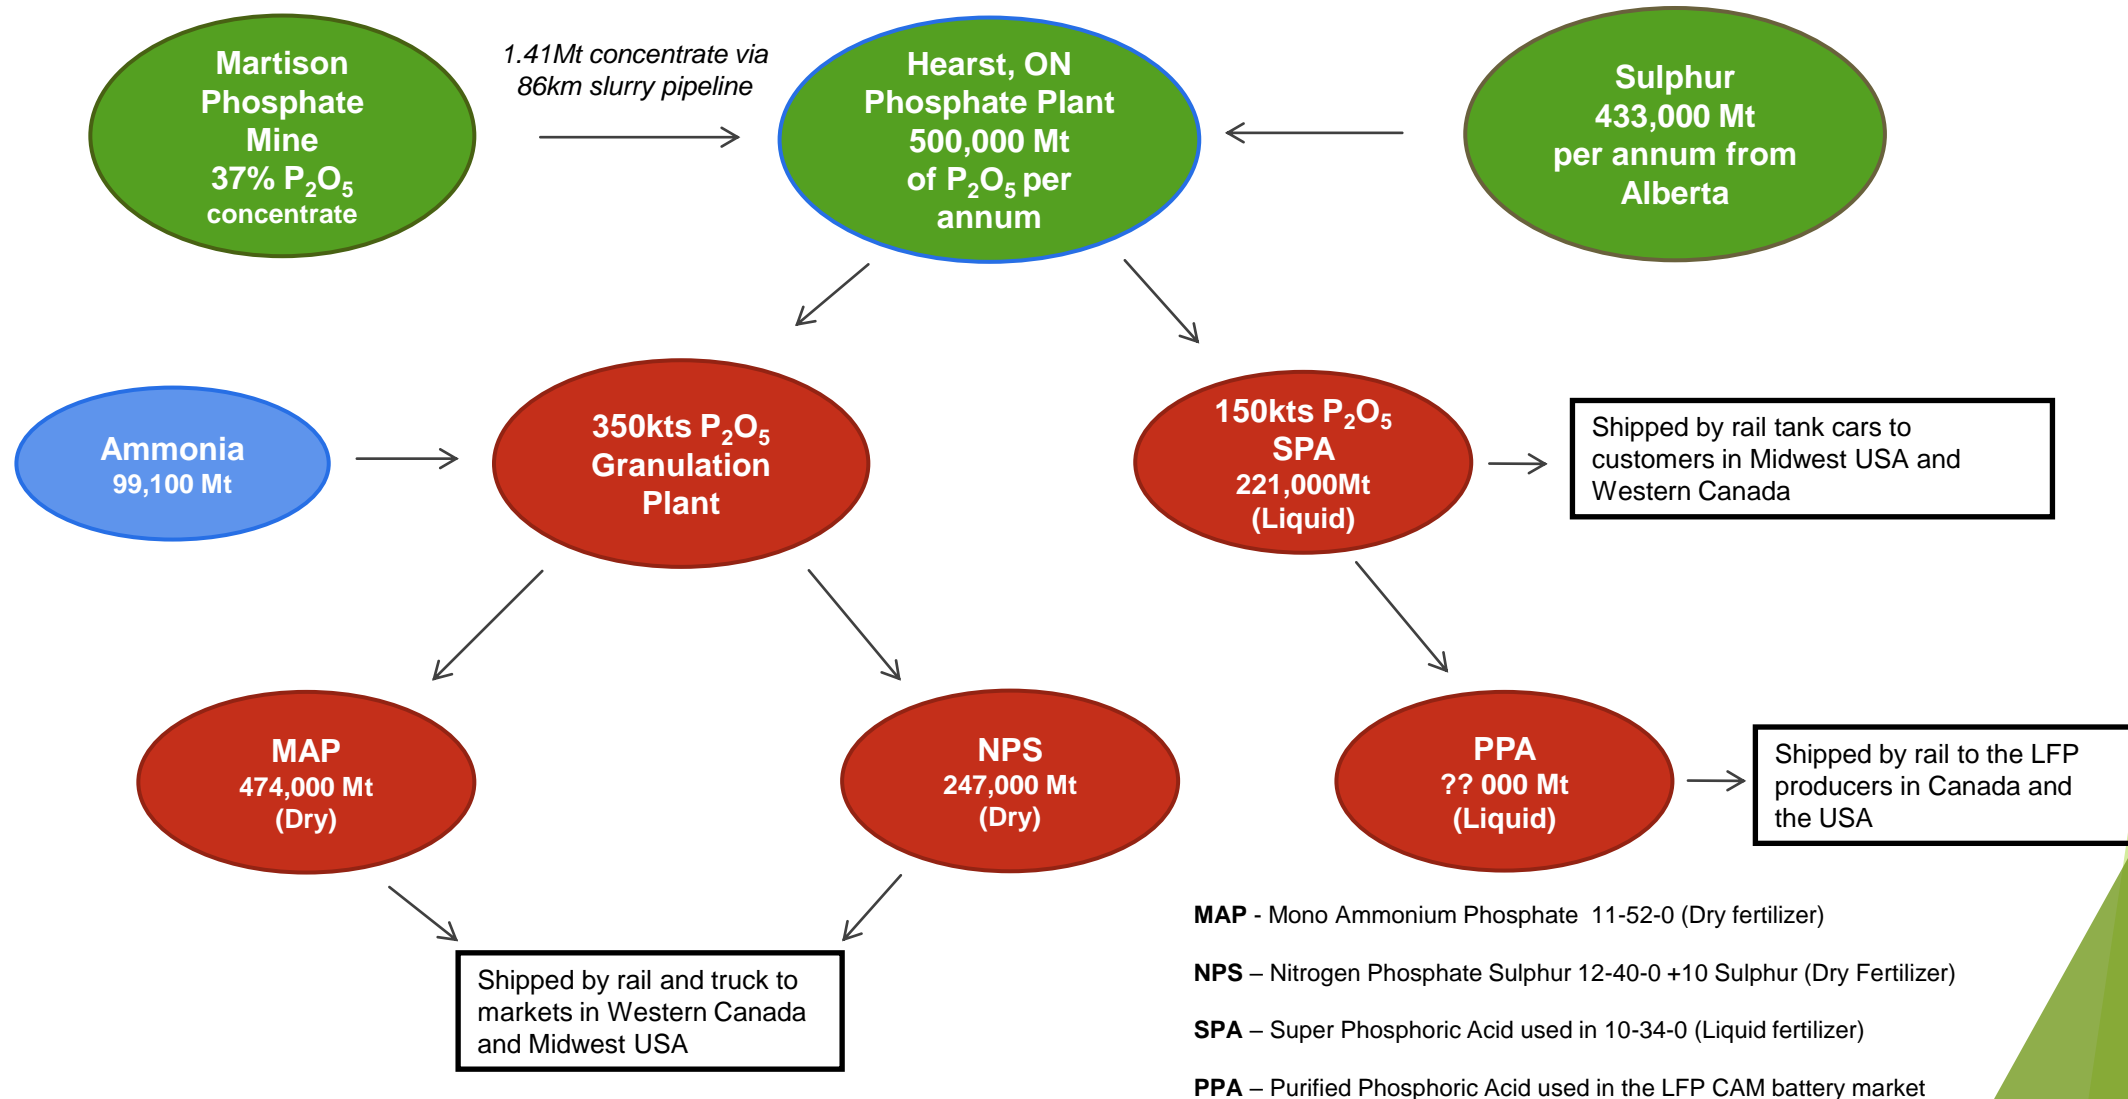 Martison
Phosphate
Mine
37% P₂O₅
concentrate
1.41Mt concentrate via
86km slurry pipeline
Hearst, ON
Phosphate Plant
500,000 Mt
of P₂O₅ per
annum
Sulphur
433,000 Mt
per annum from
Alberta
Ammonia
99,100 Mt
350kts P₂O₅
Granulation
Plant
150kts P₂O₅
SPA
221,000Mt
(Liquid)
Shipped by rail tank cars to
customers in Midwest USA and
Western Canada
MAP
474,000 Mt
(Dry)
NPS
247,000 Mt
(Dry)
PPA
?? 000 Mt
(Liquid)
Shipped by rail to the LFP
producers in Canada and
the USA
Shipped by rail and truck to
markets in Western Canada
and Midwest USA
MAP - Mono Ammonium Phosphate 11-52-0 (Dry fertilizer)
NPS – Nitrogen Phosphate Sulphur 12-40-0 +10 Sulphur (Dry Fertilizer)
SPA – Super Phosphoric Acid used in 10-34-0 (Liquid fertilizer)
PPA – Purified Phosphoric Acid used in the LFP CAM battery market